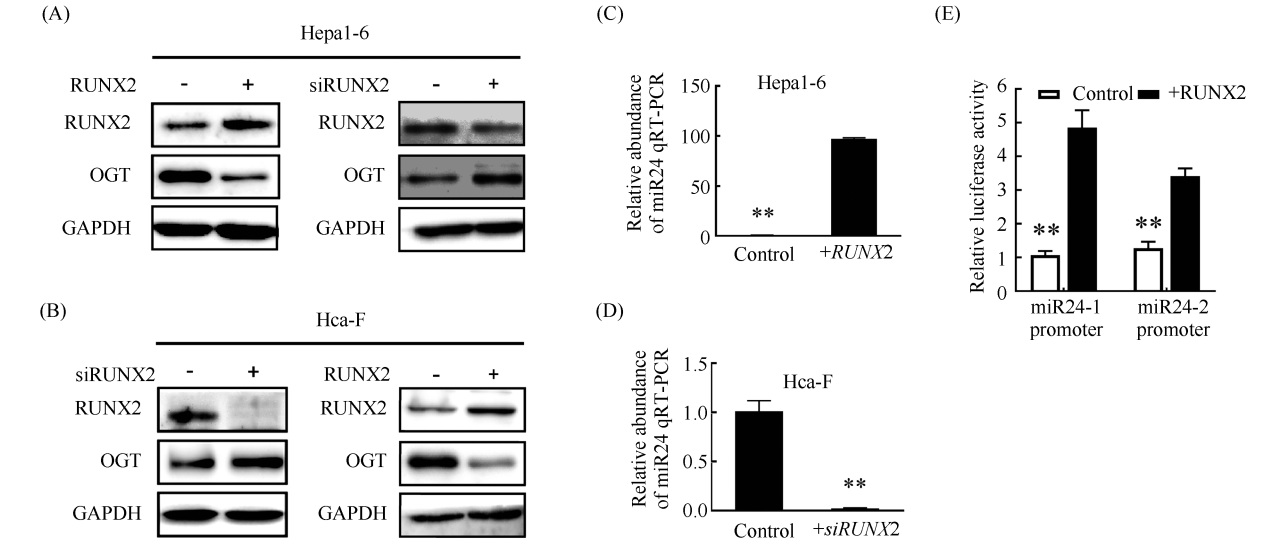 (A)
Hepa1-6
RUNX2 - +
RUNX2
OGT
GAPDH
siRUNX2 - +
RUNX2
OGT
GAPDH
(B)
Hca-F
siRUNX2 - +
RUNX2
OGT
GAPDH
RUNX2 - +
RUNX2
OGT
GAPDH
(C)
Relative abundance
of miR24 qRT-PCR
150
100
50
0
Hepa1-6
**
Control
+RUNX2
(D)
Relative abundance
of miR24 qRT-PCR
1.5
1.0
0.5
0.0
Hca-F
**
Control
+siRUNX2
(E)
Relative luciferase activity
6
5
4
3
2
1
0
Control
+RUNX2
**
**
miR24-1
promoter
miR24-2
promoter